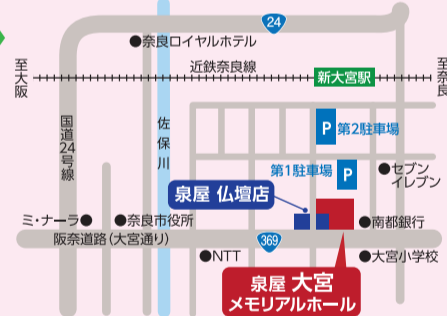 24
奈良ロイヤルホテル
至大阪
近鉄奈良線
新大宮駅
至奈良
国道24号線
佐保川
P 第2駐車場
第1駐車場 P
セブン
イレブン
泉屋 仏壇店
ミ・ナーラ
奈良市役所
南都銀行
阪奈道路(大宮通り)
369
NTT
大宮小学校
泉屋 大宮
メモリアルホール